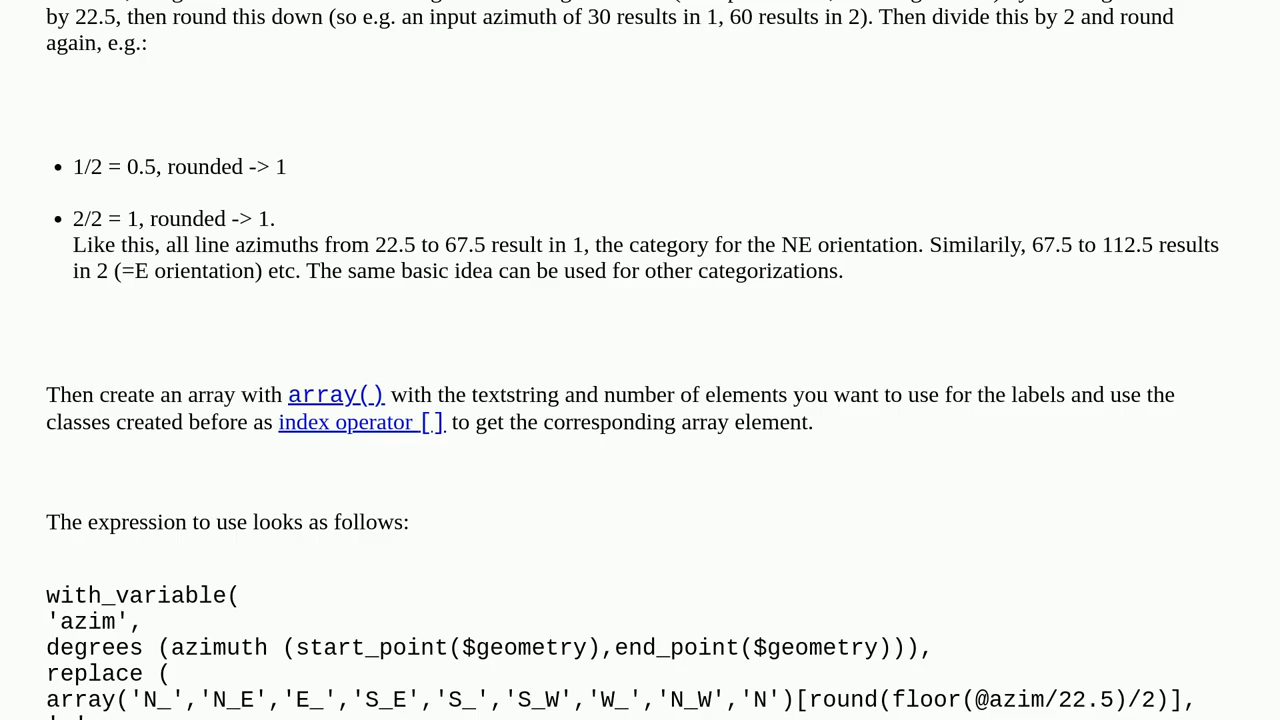 by 22.5, then round this down (so e.g. an input azimuth of 30 results in 1, 60 results in 2). Then divide this by 2 and round
again, e.g.:
• 1/2 = 0.5, rounded -> 1
• 2/2 = 1, rounded -> 1.
Like this, all line azimuths from 22.5 to 67.5 result in 1, the category for the NE orientation. Similarily, 67.5 to 112.5 results
in 2 (=E orientation) etc. The same basic idea can be used for other categorizations.
Then create an array with array() with the textstring and number of elements you want to use for the labels and use the
classes created before as index operator [] to get the corresponding array element.
The expression to use looks as follows:
with_variable(
'azim',
degrees (azimuth (start_point($geometry),end_point($geometry))),
replace (
array('N_','N_E','E_','S_E','S_','S_W','W_','N_W','N')[round(floor(@azim/22.5)/2)],